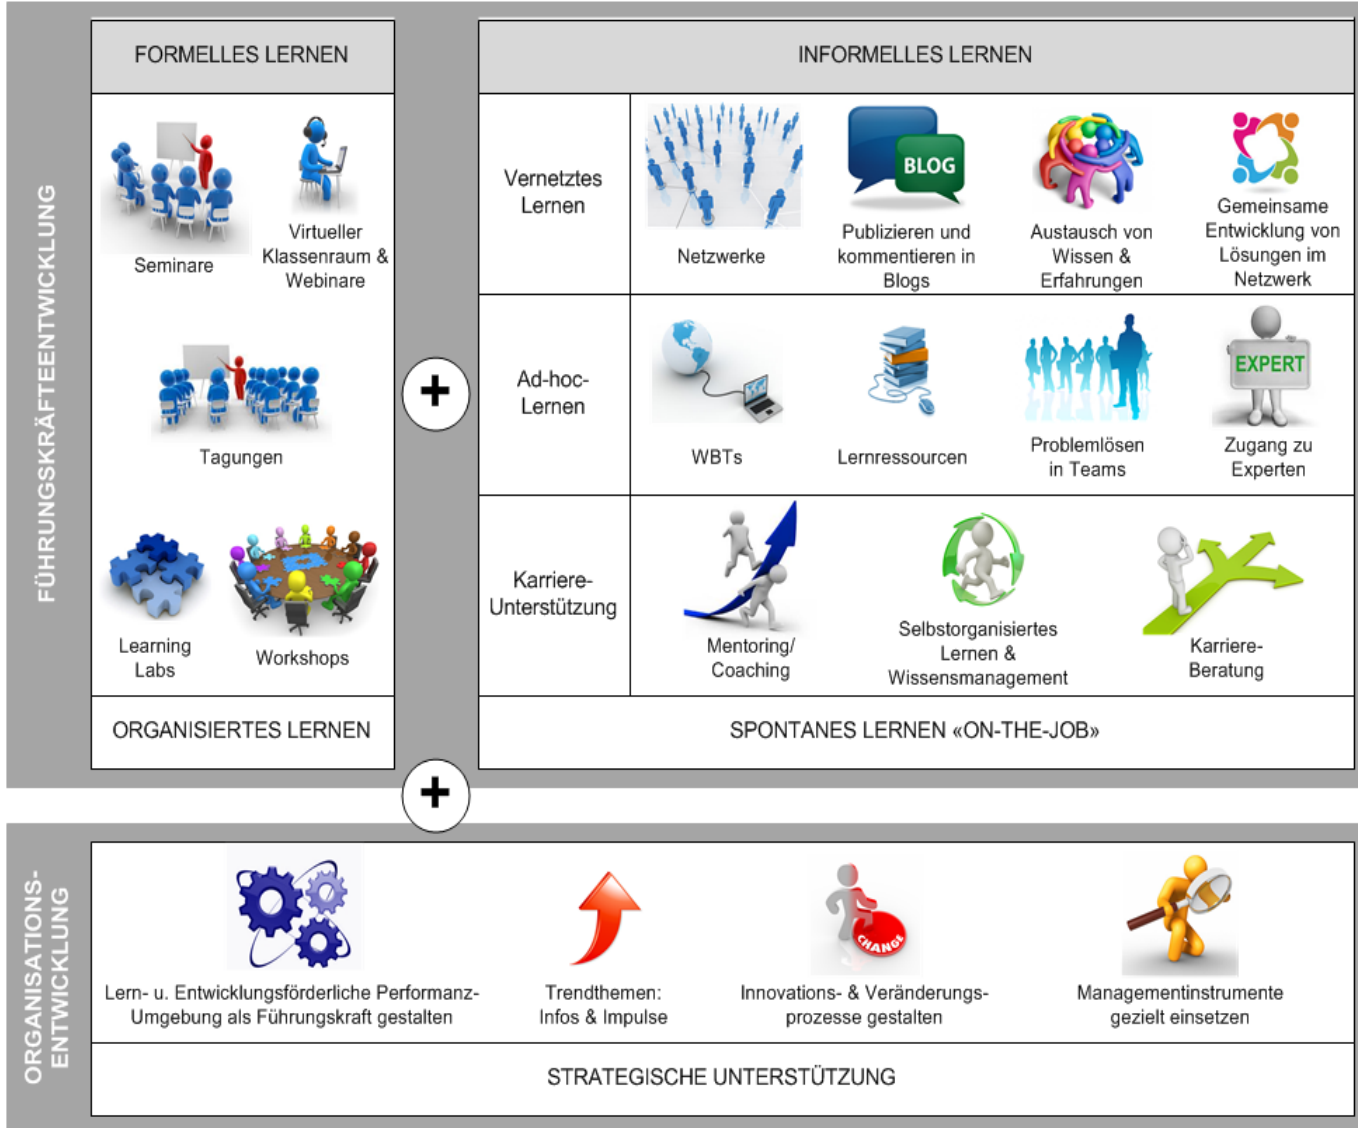 FÜHRUNGSKRÄFTEENTWICKLUNG
FORMELLES LERNEN
Seminare
Virtueller
Klassenraum &
Webinare
Tagungen
Learning
Labs
Workshops
ORGANISIERTES LERNEN
+
INFORMELLES LERNEN
Vernetztes
Lernen
Netzwerke
BLOG
Publizieren und
kommentieren in
Blogs
Austausch von
Wissen &
Erfahrungen
Gemeinsame
Entwicklung von
Lösungen im
Netzwerk
Ad-hoc-
Lernen
WBTs
Lernressourcen
Problemlösen
in Teams
EXPERT
Zugang zu
Experten
Karriere-
Unterstützung
Mentoring/
Coaching
Selbstorganisiertes
Lernen &
Wissensmanagement
Karriere-
Beratung
SPONTANES LERNEN «ON-THE-JOB»
+
ORGANISATIONS-
ENTWICKLUNG
Lern- u. Entwicklungsförderliche Performanz-
Umgebung als Führungskraft gestalten
Trendthemen:
Infos & Impulse
CHANGE
Innovations- & Veränderungs-
prozesse gestalten
Managementinstrumente
gezielt einsetzen
STRATEGISCHE UNTERSTÜTZUNG